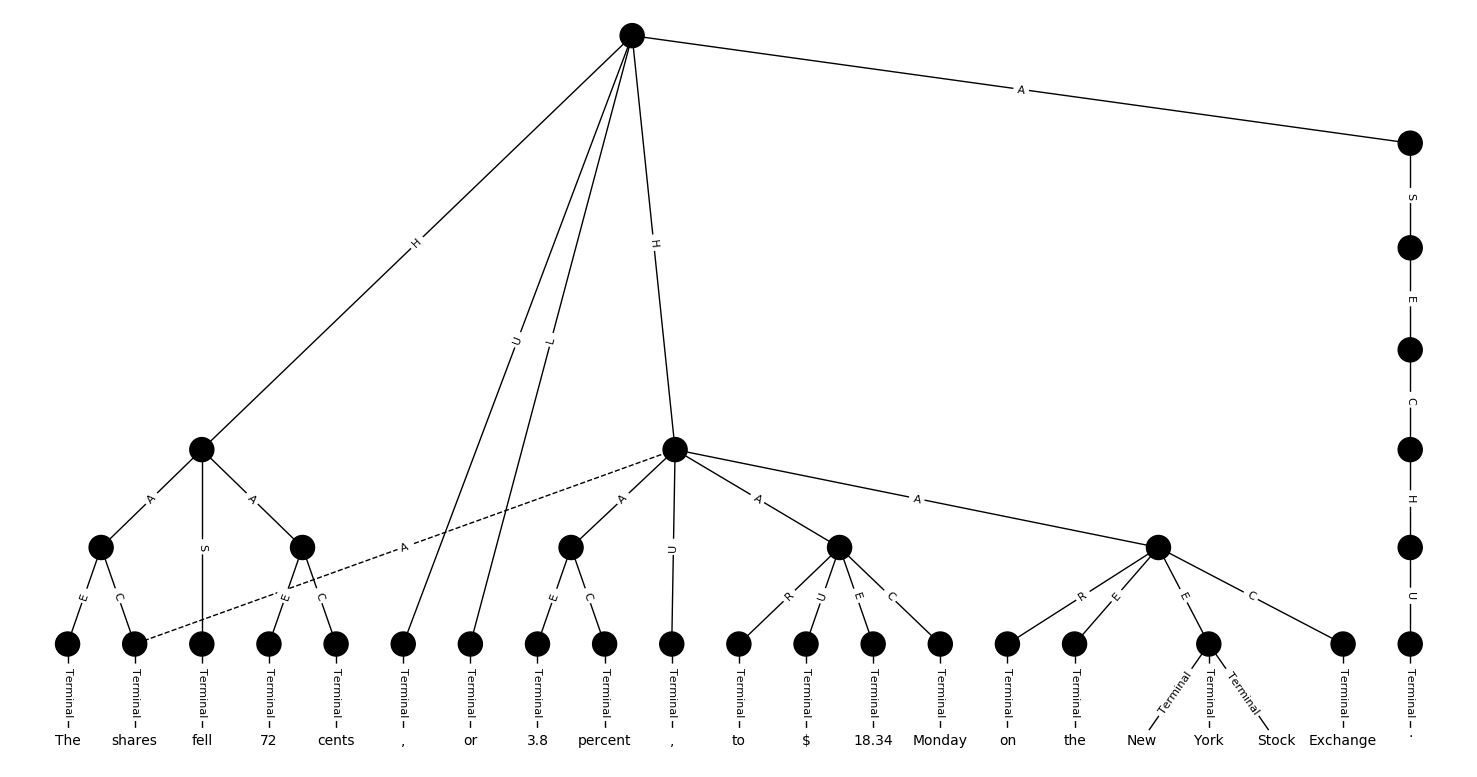 A
S
E
H
H
C
U
L
A S A
A
A U A A
H
E C E C E C R U E C R E E C U
Terminal Terminal Terminal Terminal Terminal Terminal Terminal Terminal Terminal Terminal Terminal Terminal Terminal Terminal Terminal Terminal Terminal Terminal Terminal Terminal Terminal
The shares fell 72 cents , or 3.8 percent , to $ 18.34 Monday on the New York Stock Exchange .